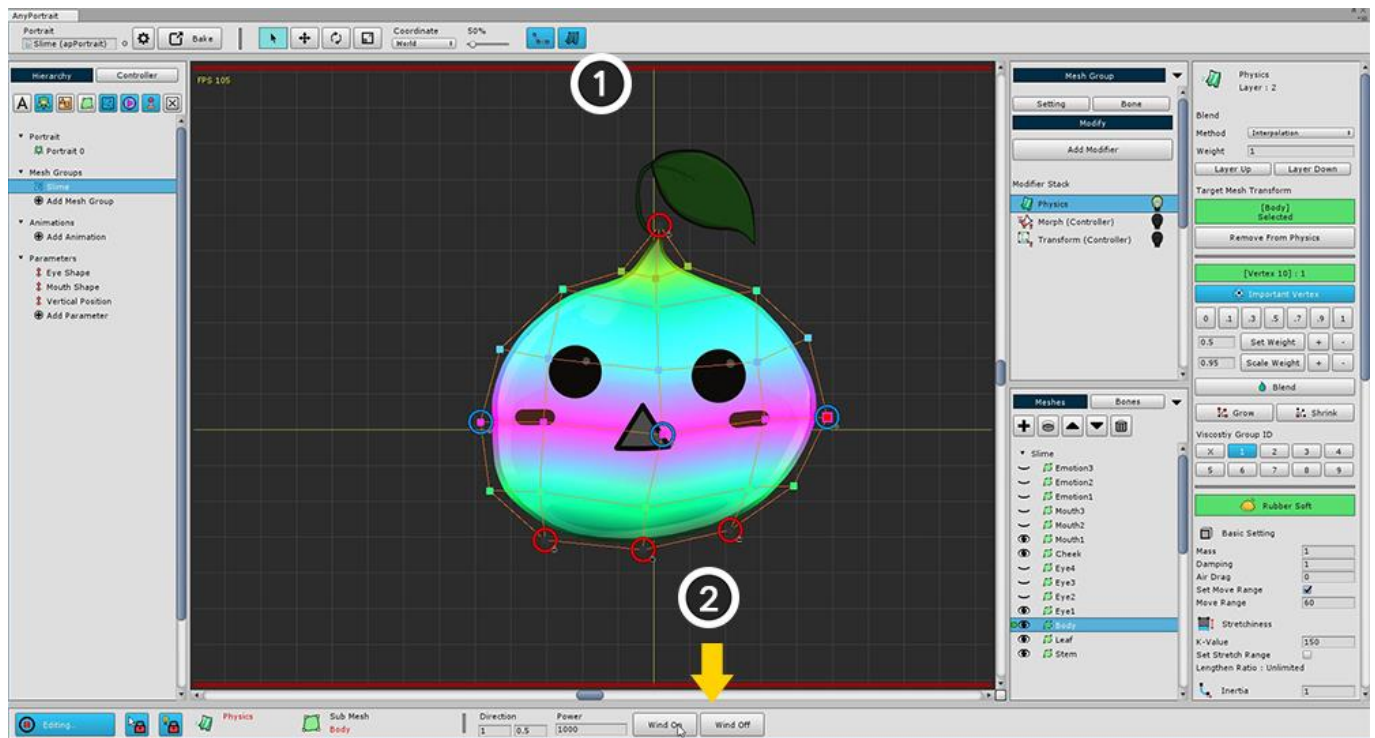 AnyPortrait
Portrait
Slime (apPortrait)
Bake
Coordinate
World
50%
Hierarchy
Controller
A
Portrait
Portrait 0
Mesh Groups
Slime
Add Mesh Group
Animations
Add Animation
Parameters
Eye Shape
Mouth Shape
Vertical Position
Add Parameter
FPS 105
1
2
Mesh Group
Setting
Bone
Modify
Add Modifier
Modifier Stack
Physics
Morph (Controller)
Transform (Controller)
Meshes
Bones
Slime
Emotion3
Emotion2
Emotion1
Mouth3
Mouth2
Mouth1
Cheek
Eye4
Eye3
Eye2
Eye1
Body
Leaf
Stem
Physics
Layer : 2
Blend
Method Interpolation
Weight 1
Layer Up Layer Down
Target Mesh Transform
[Body]
Selected
Remove From Physics
[Vertex 10] : 1
Important Vertex
0 .1 .3 .5 .7 .9 1
0.5 Set Weight + -
0.95 Scale Weight + -
Blend
Grow Shrink
Viscostiy Group ID
X 1 2 3 4
5 6 7 8 9
Rubber Soft
Basic Setting
Mass 1
Damping 1
Air Drag 0
Set Move Range
Move Range 60
Stretchiness
K-Value 150
Set Stretch Range
Lengthen Ratio : Unlimited
Inertia 1
Editing...
Physics
Sub Mesh
Body
Direction
1 0.5
Power
1000
Wind On
Wind Off